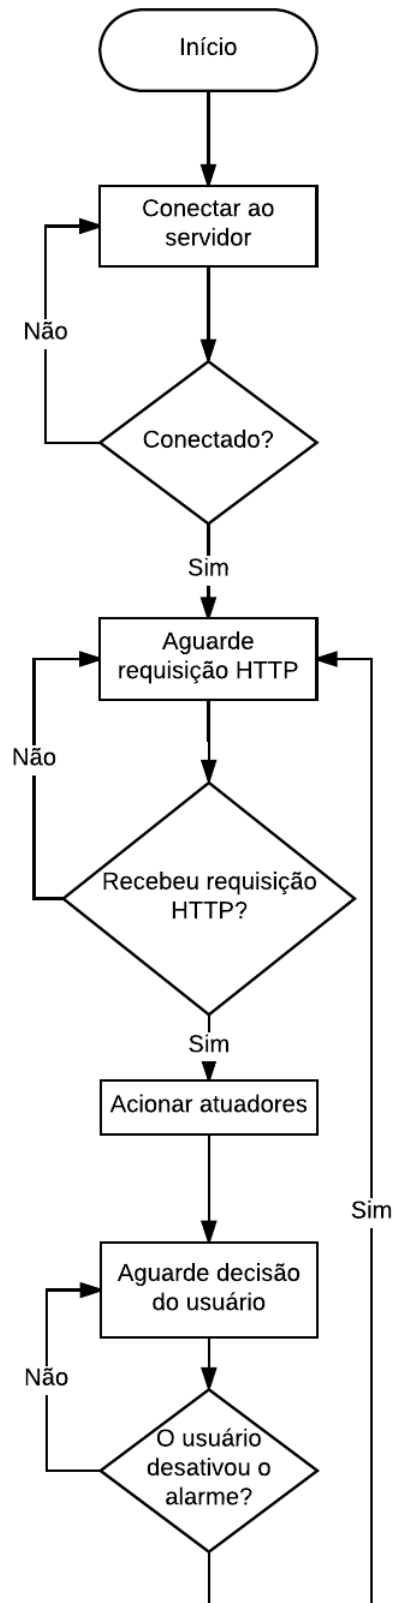 Início
Conectar ao
servidor
Não
Conectado?
Sim
Aguarde
requisição HTTP
Não
Recebeu requisição
HTTP?
Sim
Acionar atuadores
Sim
Aguarde decisão
do usuário
Não
O usuário
desativou o
alarme?